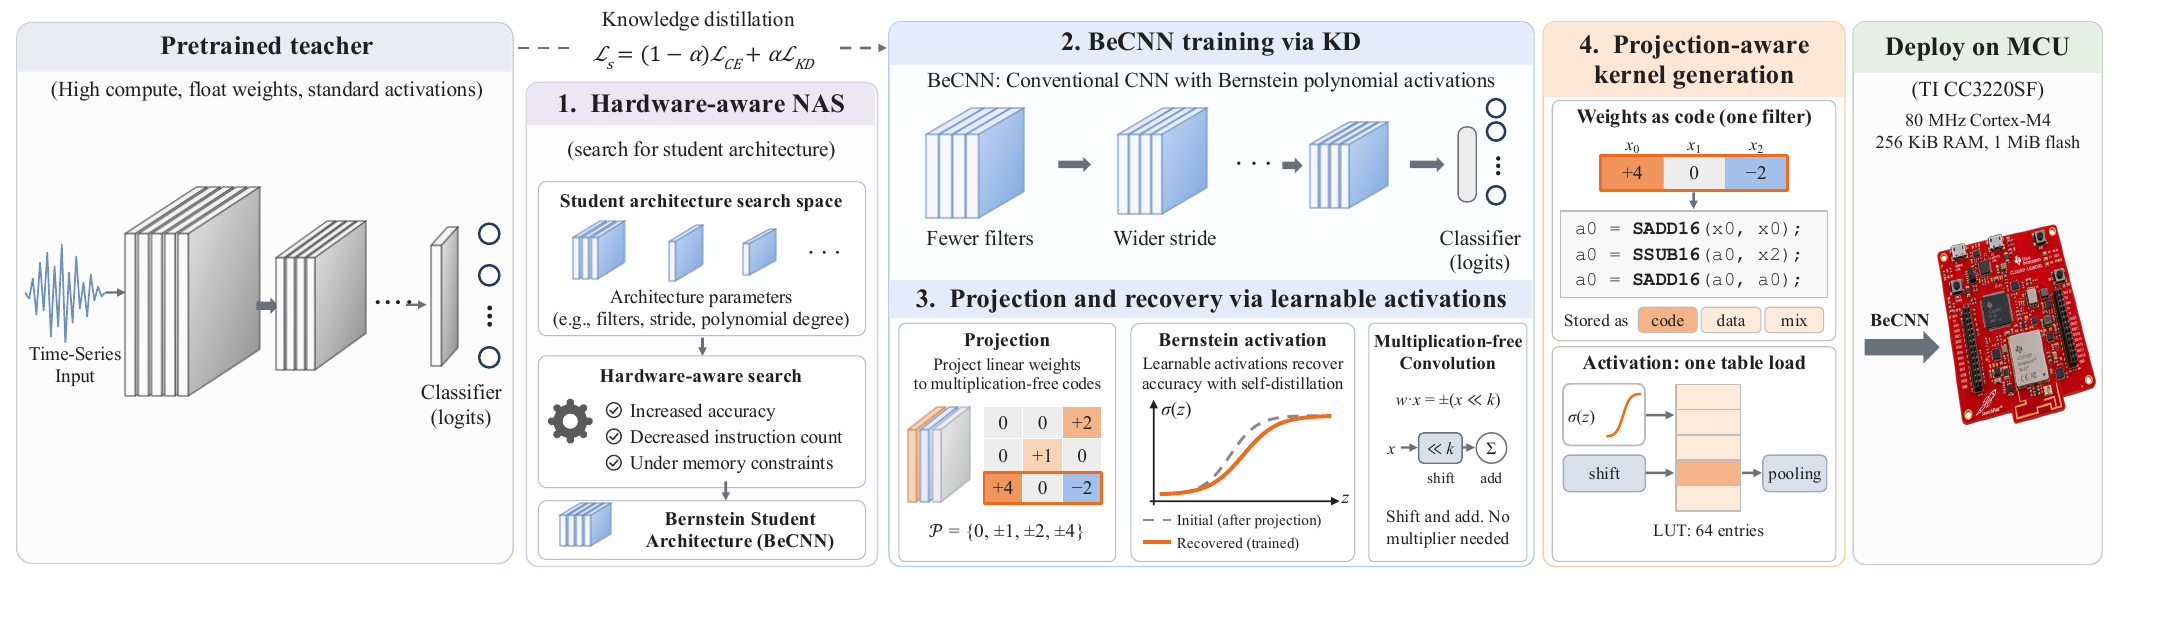 Pretrained teacher
(High compute, float weights, standard activations)
Time-Series
Input
Classifier
(logits)
Knowledge distillation
ℒs = (1 − α)ℒCE + αℒKD
1. Hardware-aware NAS
(search for student architecture)
Student architecture search space
. . .
Architecture parameters
(e.g., filters, stride, polynomial degree)
Hardware-aware search
Increased accuracy
Decreased instruction count
Under memory constraints
Bernstein Student
Architecture (BeCNN)
2. BeCNN training via KD
BeCNN: Conventional CNN with Bernstein polynomial activations
Fewer filters
Wider stride
. . .
Classifier
(logits)
3. Projection and recovery via learnable activations
Projection
Project linear weights
to multiplication-free codes
0 0 +2
0 +1 0
+4 0 −2
𝒫 = {0, ±1, ±2, ±4}
Bernstein activation
Learnable activations recover
accuracy with self-distillation
σ(z)
z
Initial (after projection)
Recovered (trained)
Multiplication-free
Convolution
w·x = ±(x ≪ k)
x ≪ k Σ
shift add
Shift and add. No
multiplier needed
4. Projection-aware
kernel generation
Weights as code (one filter)
x0 x1 x2
+4 0 −2
a0 = SADD16(x0, x0);
a0 = SSUB16(a0, x2);
a0 = SADD16(a0, a0);
Stored as code data mix
Activation: one table load
σ(z)
shift
pooling
LUT: 64 entries
Deploy on MCU
(TI CC3220SF)
80 MHz Cortex-M4
256 KiB RAM, 1 MiB flash
BeCNN